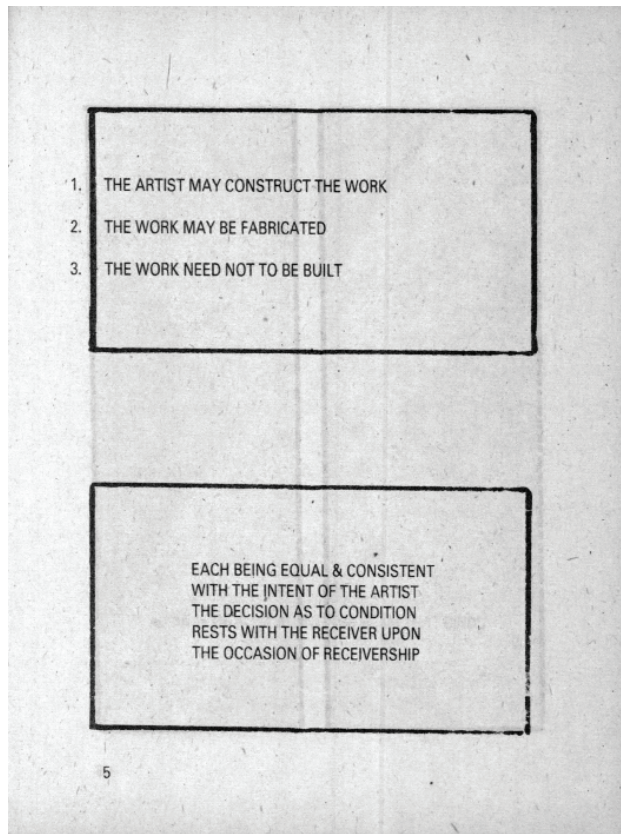 1. THE ARTIST MAY CONSTRUCT THE WORK
2. THE WORK MAY BE FABRICATED
3. THE WORK NEED NOT TO BE BUILT
EACH BEING EQUAL & CONSISTENT
WITH THE INTENT OF THE ARTIST
THE DECISION AS TO CONDITION
RESTS WITH THE RECEIVER UPON
THE OCCASION OF RECEIVERSHIP
5